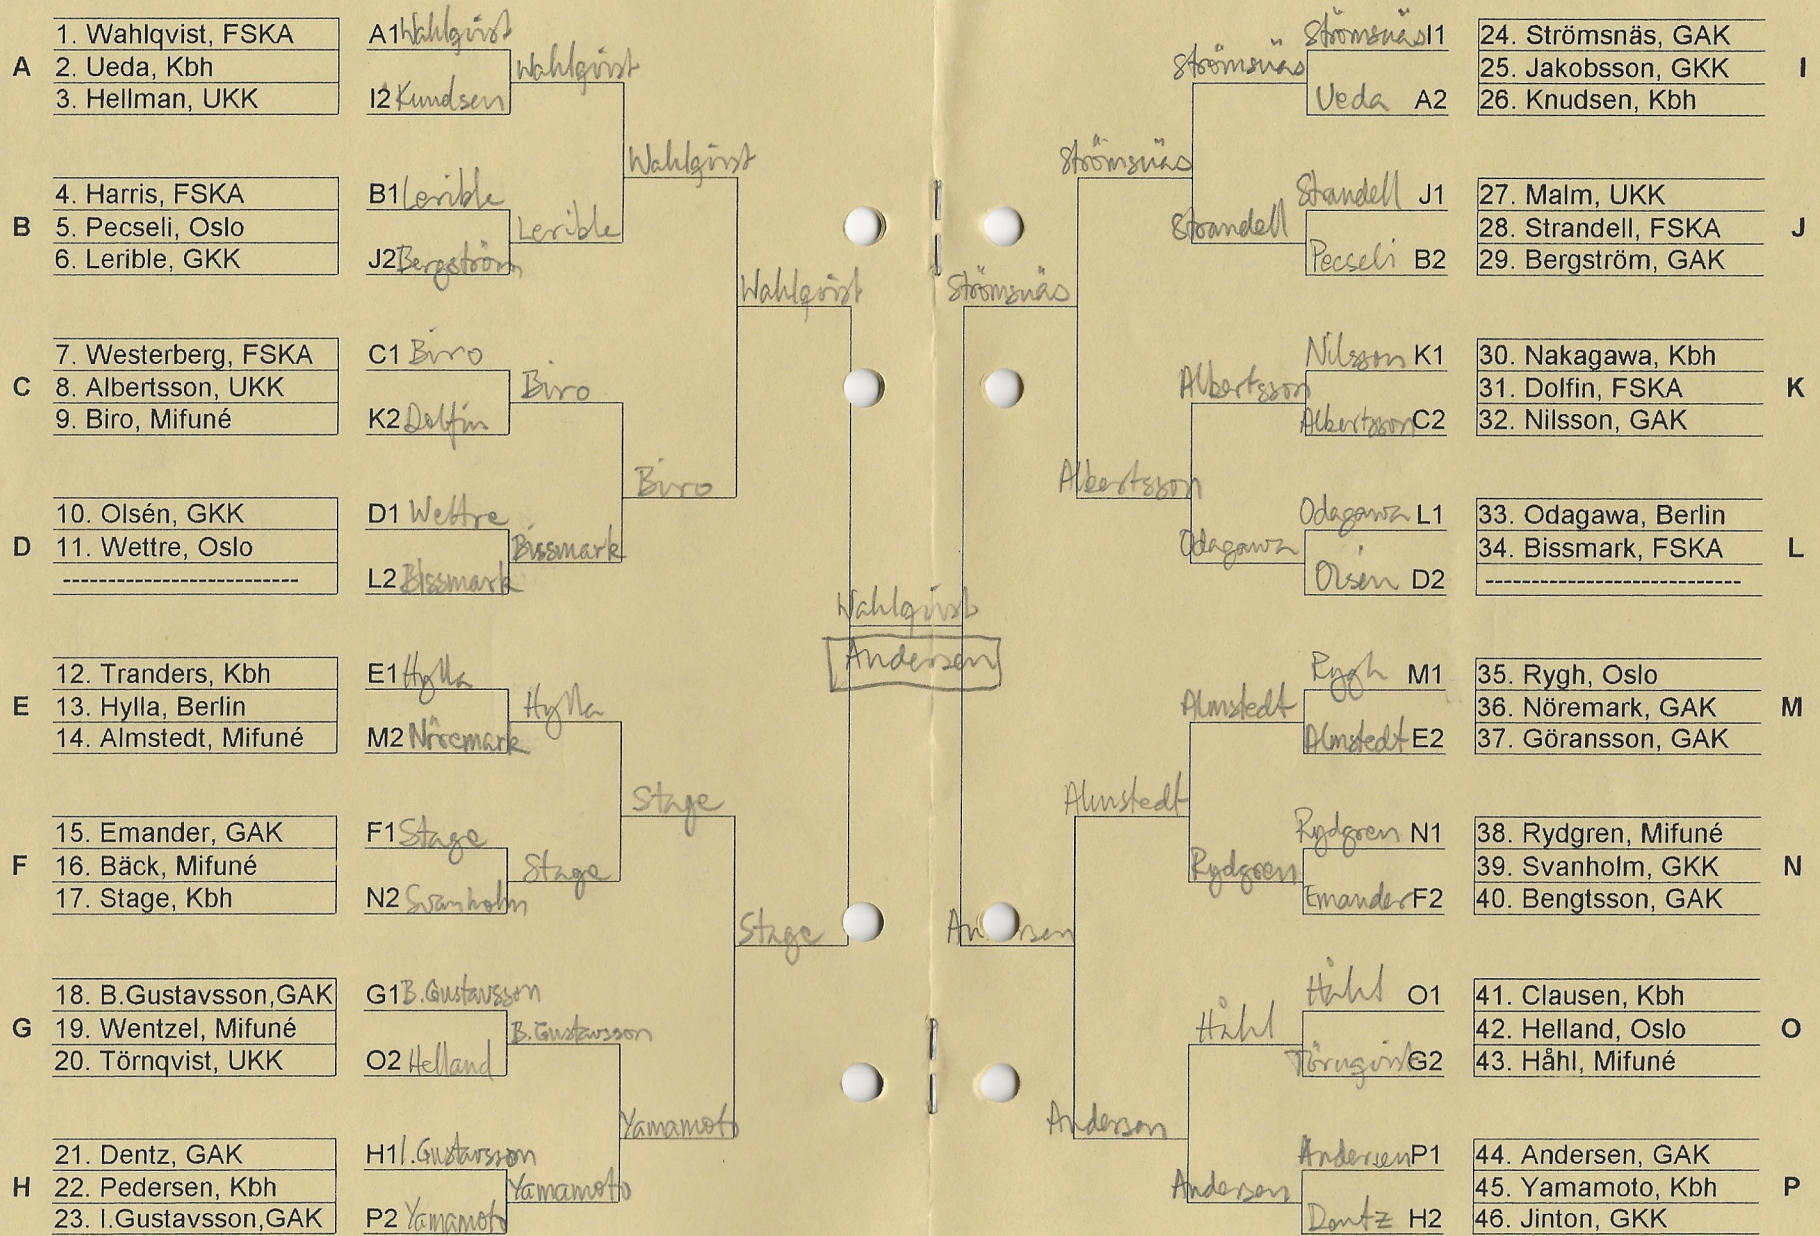 A
1. Wahlqvist, FSKA
2. Ueda, Kbh
3. Hellman, UKK
B
4. Harris, FSKA
5. Pecseli, Oslo
6. Lerible, GKK
C
7. Westerberg, FSKA
8. Albertsson, UKK
9. Biro, Mifuné
D
10. Olsén, GKK
11. Wettre, Oslo
--------------------------
E
12. Tranders, Kbh
13. Hylla, Berlin
14. Almstedt, Mifuné
F
15. Emander, GAK
16. Bäck, Mifuné
17. Stage, Kbh
G
18. B.Gustavsson,GAK
19. Wentzel, Mifuné
20. Törnqvist, UKK
H
21. Dentz, GAK
22. Pedersen, Kbh
23. I.Gustavsson,GAK
A1 Wahlqvist
I2 Kundsen
B1 Lerible
J2 Bergström
C1 Biro
K2 Dolfin
D1 Wettre
L2 Bissmark
E1 Hylla
M2 Nöremark
F1 Stage
N2 Svanholm
G1 B.Gustavsson
O2 Helland
H1 I.Gustavsson
P2 Yamamoto
Wahlqvist
Lerible
Biro
Bissmark
Hylla
Stage
B.Gustavsson
Yamamoto
Wahlqvist
Biro
Stage
Yamamoto
Wahlqvist
Stage
Wahlqvist
Andersen
Strömsnäs
Andersen
Strömsnäs
Albertsson
Almstedt
Anderson
Strömsnäs
Strandell
Albertsson
Odagawa
Almstedt
Rydgren
Håhl
Anderson
Strömsnäs I1
Ueda A2
Strandell J1
Pecseli B2
Nilsson K1
Albertsson C2
Odagawa L1
Olsén D2
Rygh M1
Almstedt E2
Rydgren N1
Emander F2
Håhl O1
Törnqvist G2
Andersen P1
Dentz H2
24. Strömsnäs, GAK
25. Jakobsson, GKK
26. Knudsen, Kbh
I
27. Malm, UKK
28. Strandell, FSKA
29. Bergström, GAK
J
30. Nakagawa, Kbh
31. Dolfin, FSKA
32. Nilsson, GAK
K
33. Odagawa, Berlin
34. Bissmark, FSKA
----------------------------
L
35. Rygh, Oslo
36. Nöremark, GAK
37. Göransson, GAK
M
38. Rydgren, Mifuné
39. Svanholm, GKK
40. Bengtsson, GAK
N
41. Clausen, Kbh
42. Helland, Oslo
43. Håhl, Mifuné
O
44. Andersen, GAK
45. Yamamoto, Kbh
46. Jinton, GKK
P